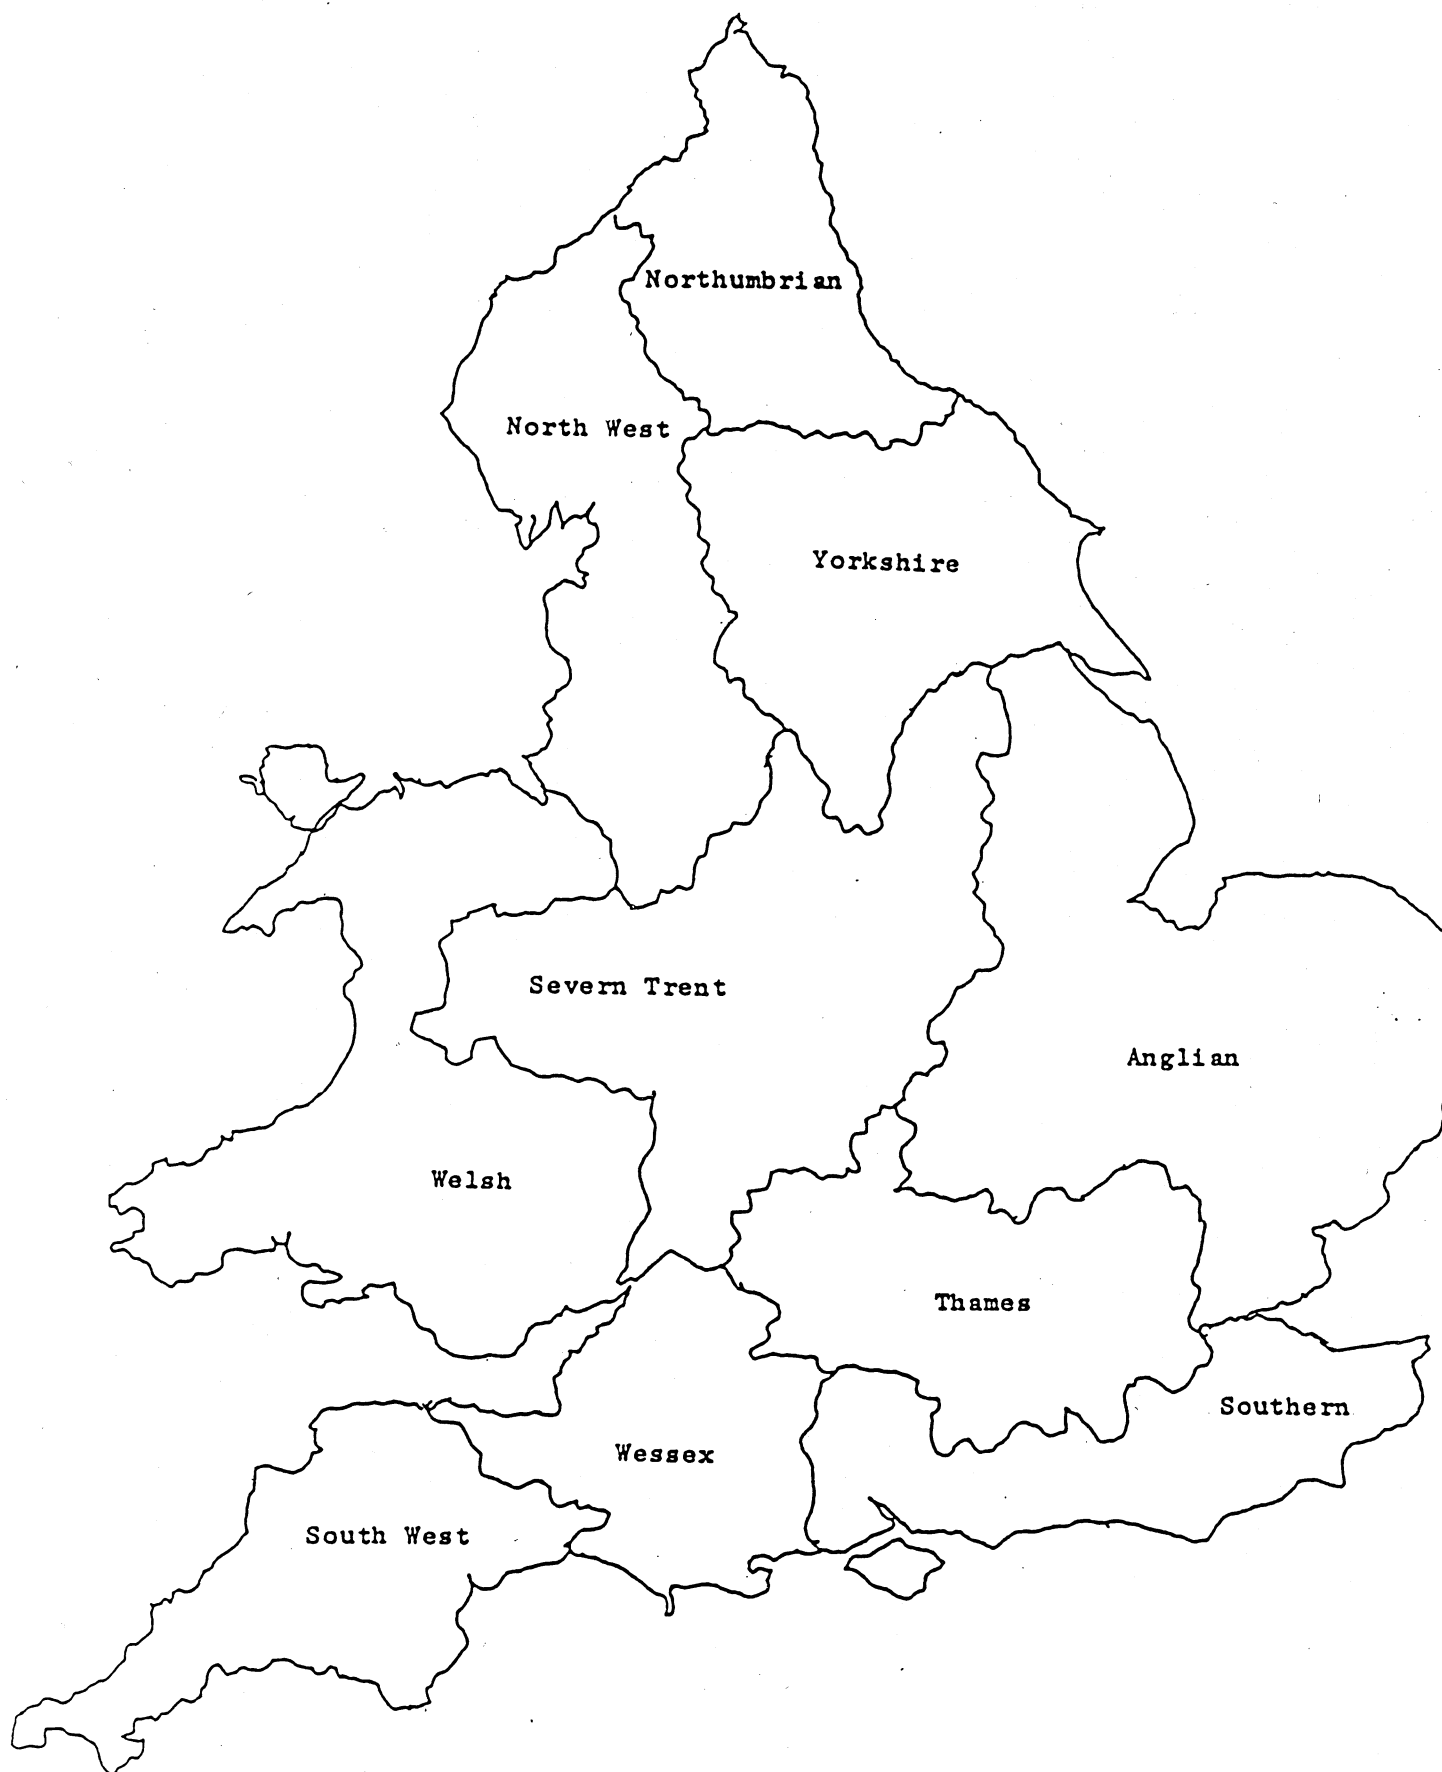 Northumbrian
North West
Yorkshire
Severn Trent
Anglian
Welsh
Thames
Southern
Wessex
South West